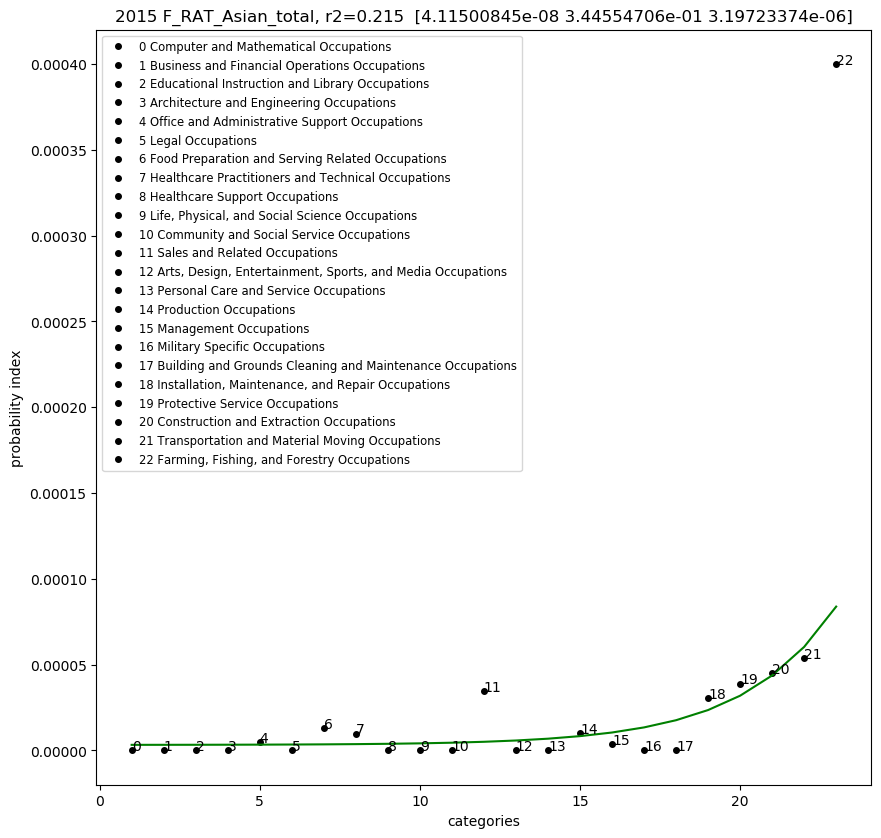 2015 F_RAT_Asian_total, r2=0.215  [4.11500845e-08 3.44554706e-01 3.19723374e-06]
0 Computer and Mathematical Occupations
1 Business and Financial Operations Occupations
2 Educational Instruction and Library Occupations
3 Architecture and Engineering Occupations
4 Office and Administrative Support Occupations
5 Legal Occupations
6 Food Preparation and Serving Related Occupations
7 Healthcare Practitioners and Technical Occupations
8 Healthcare Support Occupations
9 Life, Physical, and Social Science Occupations
10 Community and Social Service Occupations
11 Sales and Related Occupations
12 Arts, Design, Entertainment, Sports, and Media Occupations
13 Personal Care and Service Occupations
14 Production Occupations
15 Management Occupations
16 Military Specific Occupations
17 Building and Grounds Cleaning and Maintenance Occupations
18 Installation, Maintenance, and Repair Occupations
19 Protective Service Occupations
20 Construction and Extraction Occupations
21 Transportation and Material Moving Occupations
22 Farming, Fishing, and Forestry Occupations
probability index
0.00040
0.00035
0.00030
0.00025
0.00020
0.00015
0.00010
0.00005
0.00000
0
1
2
3
4
5
6
7
8
9
10
11
12
13
14
15
16
17
18
19
20
21
22
0 5 10 15 20
categories